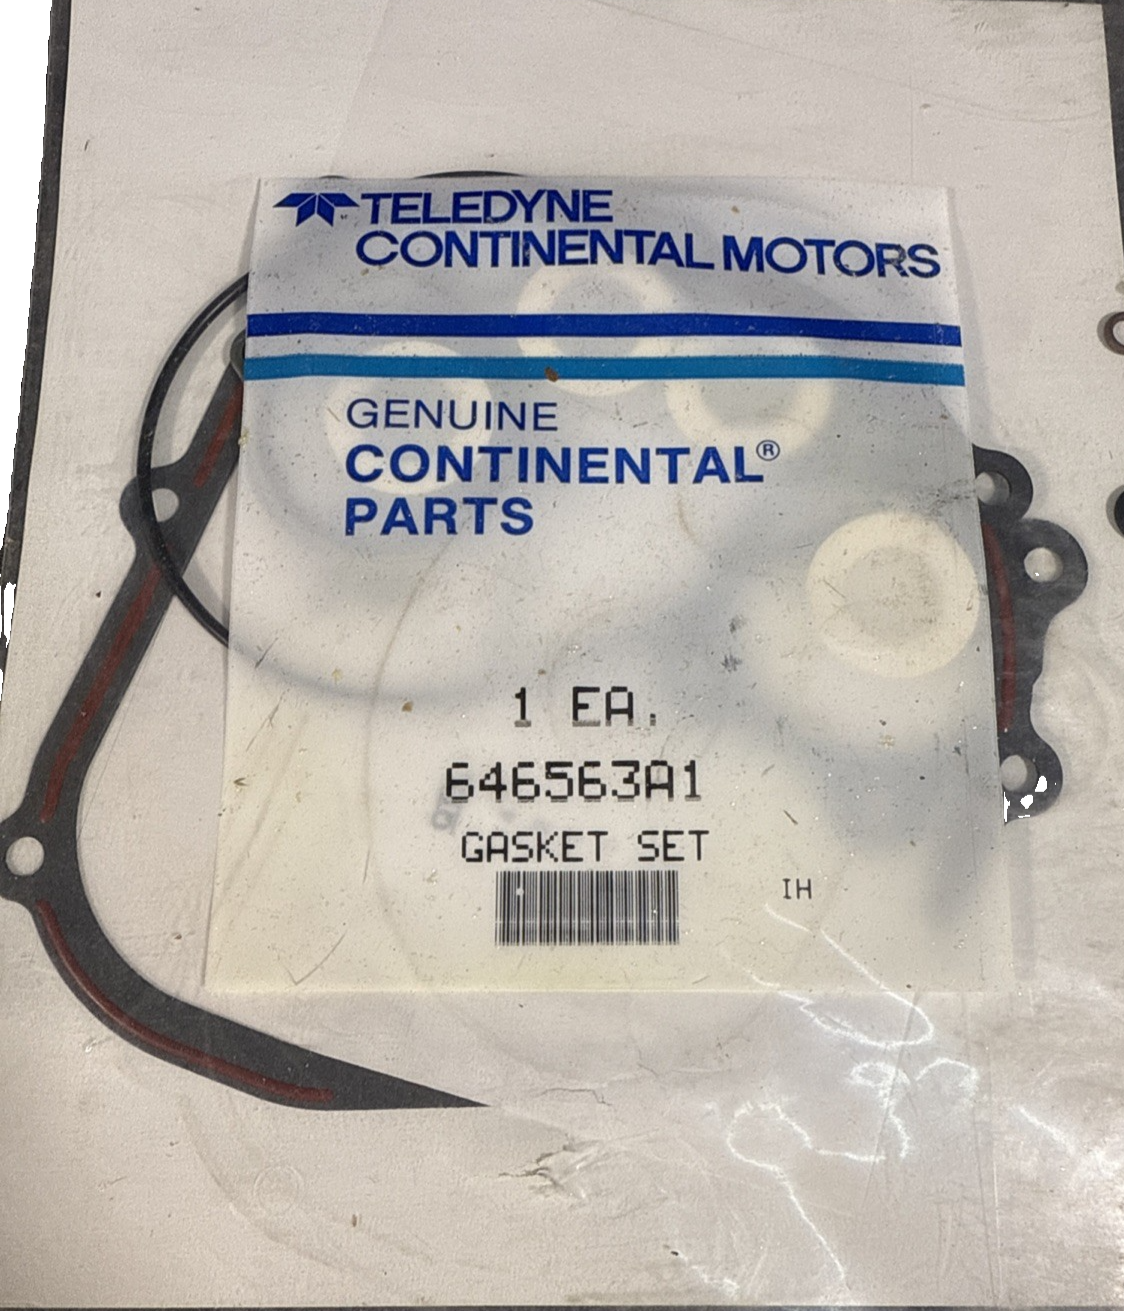 TELEDYNE
CONTINENTAL MOTORS
GENUINE
CONTINENTAL®
PARTS
1 EA.
646563A1
GASKET SET
IH